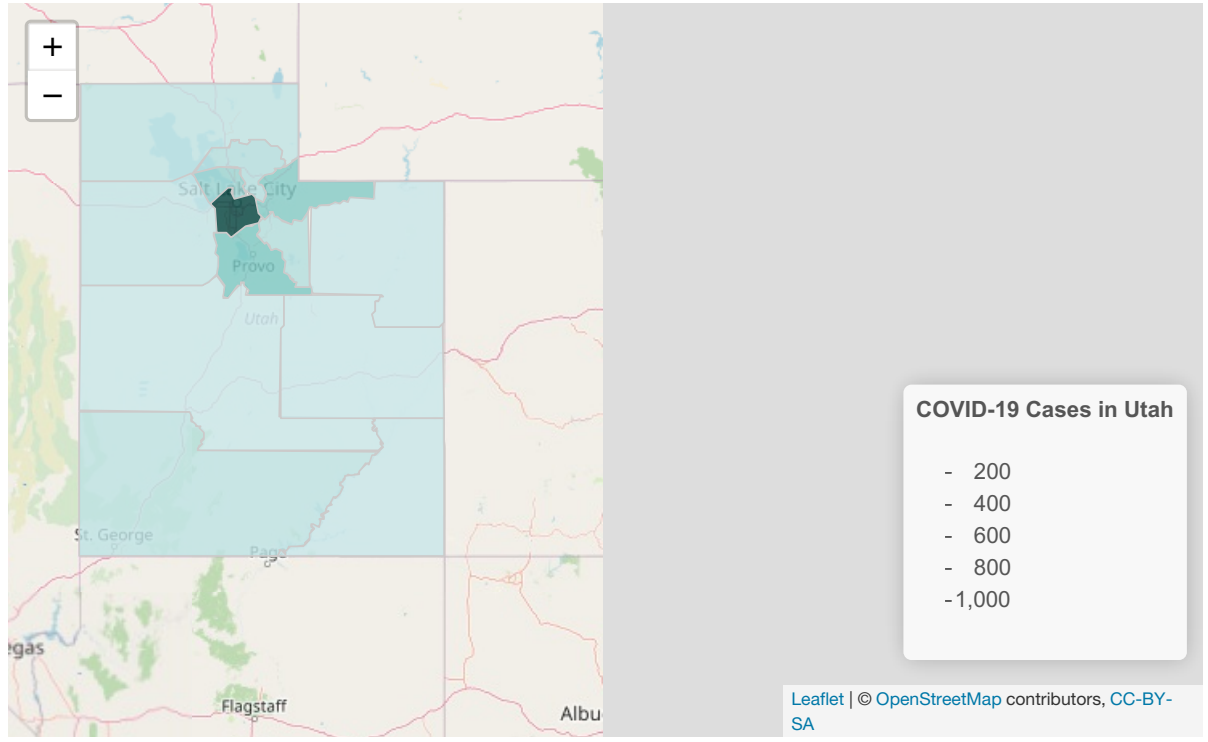 +
−
Salt Lake City
Provo
Utah
St. George
Page
egas
Flagstaff
Albu
COVID-19 Cases in Utah
- 200
- 400
- 600
- 800
-1,000
Leaflet | © OpenStreetMap contributors, CC-BY-
SA